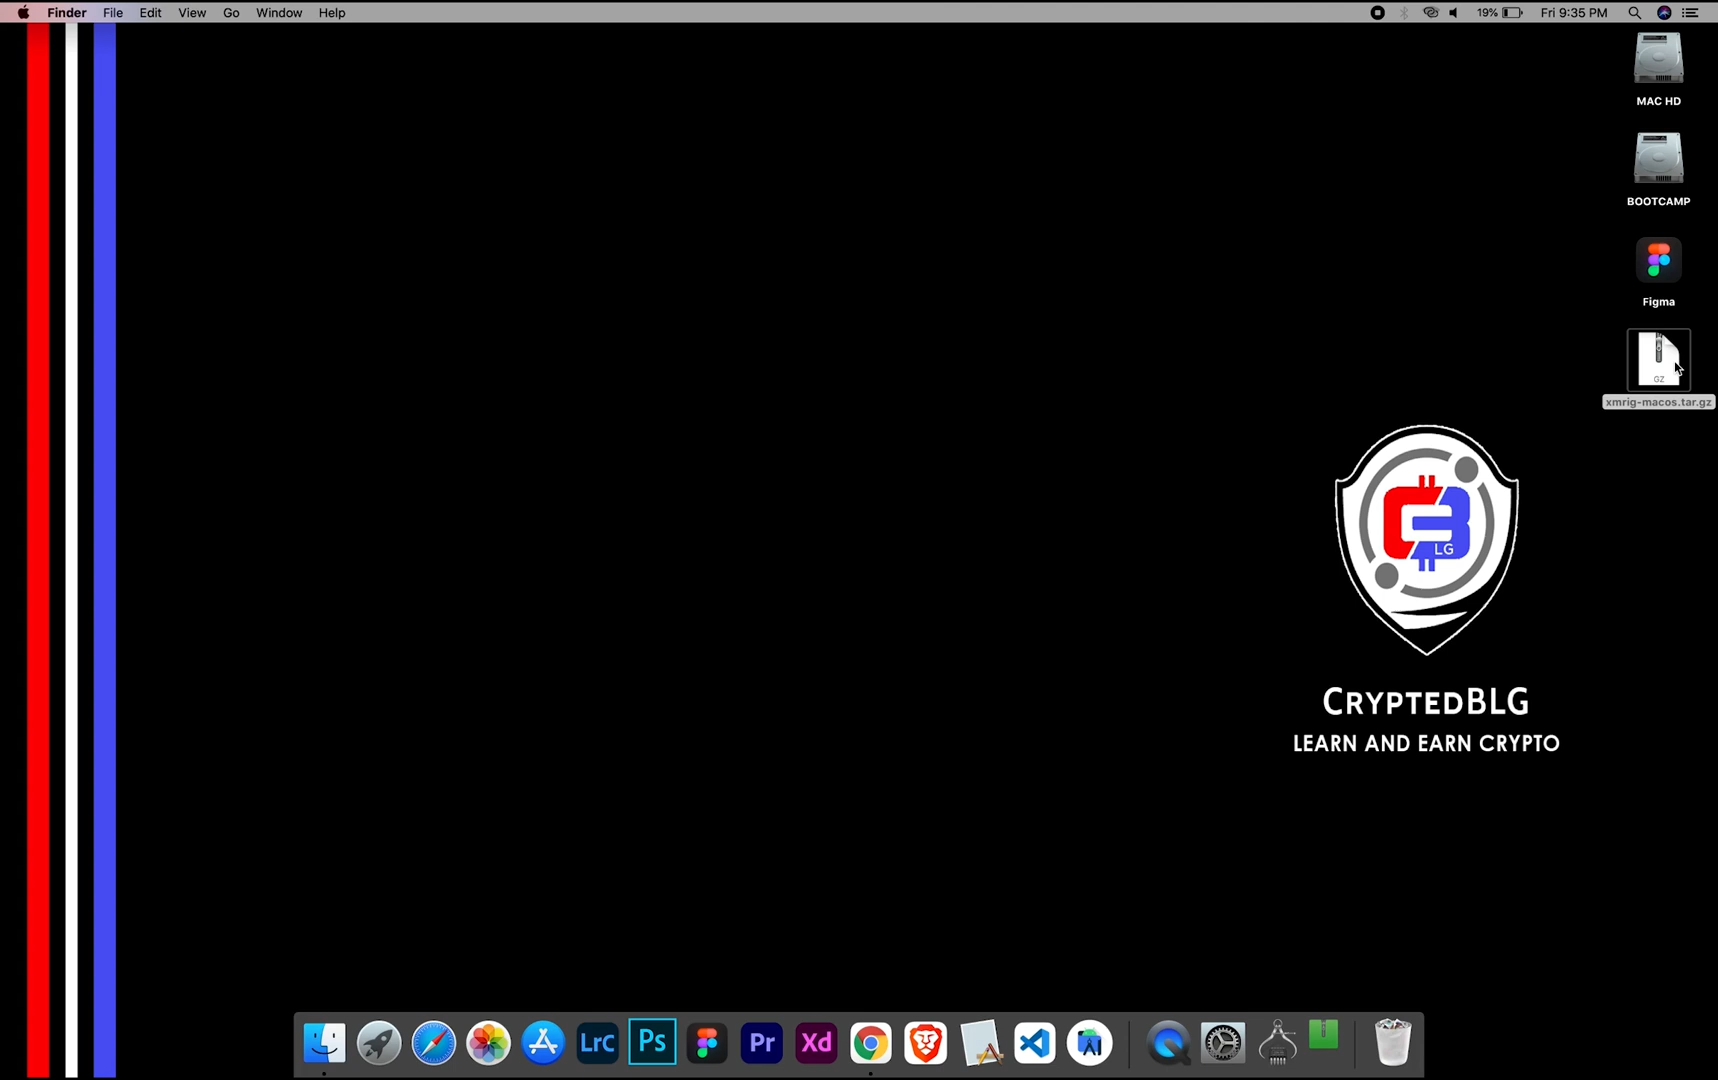 Finder File Edit View Go Window Help 19% Fri 9:35 PM
MAC HD
BOOTCAMP
Figma
GZ
xmrig-macos.tar.gz
LG
CRYPTEDBLG
LEARN AND EARN CRYPTO
LrC Ps Pr Xd